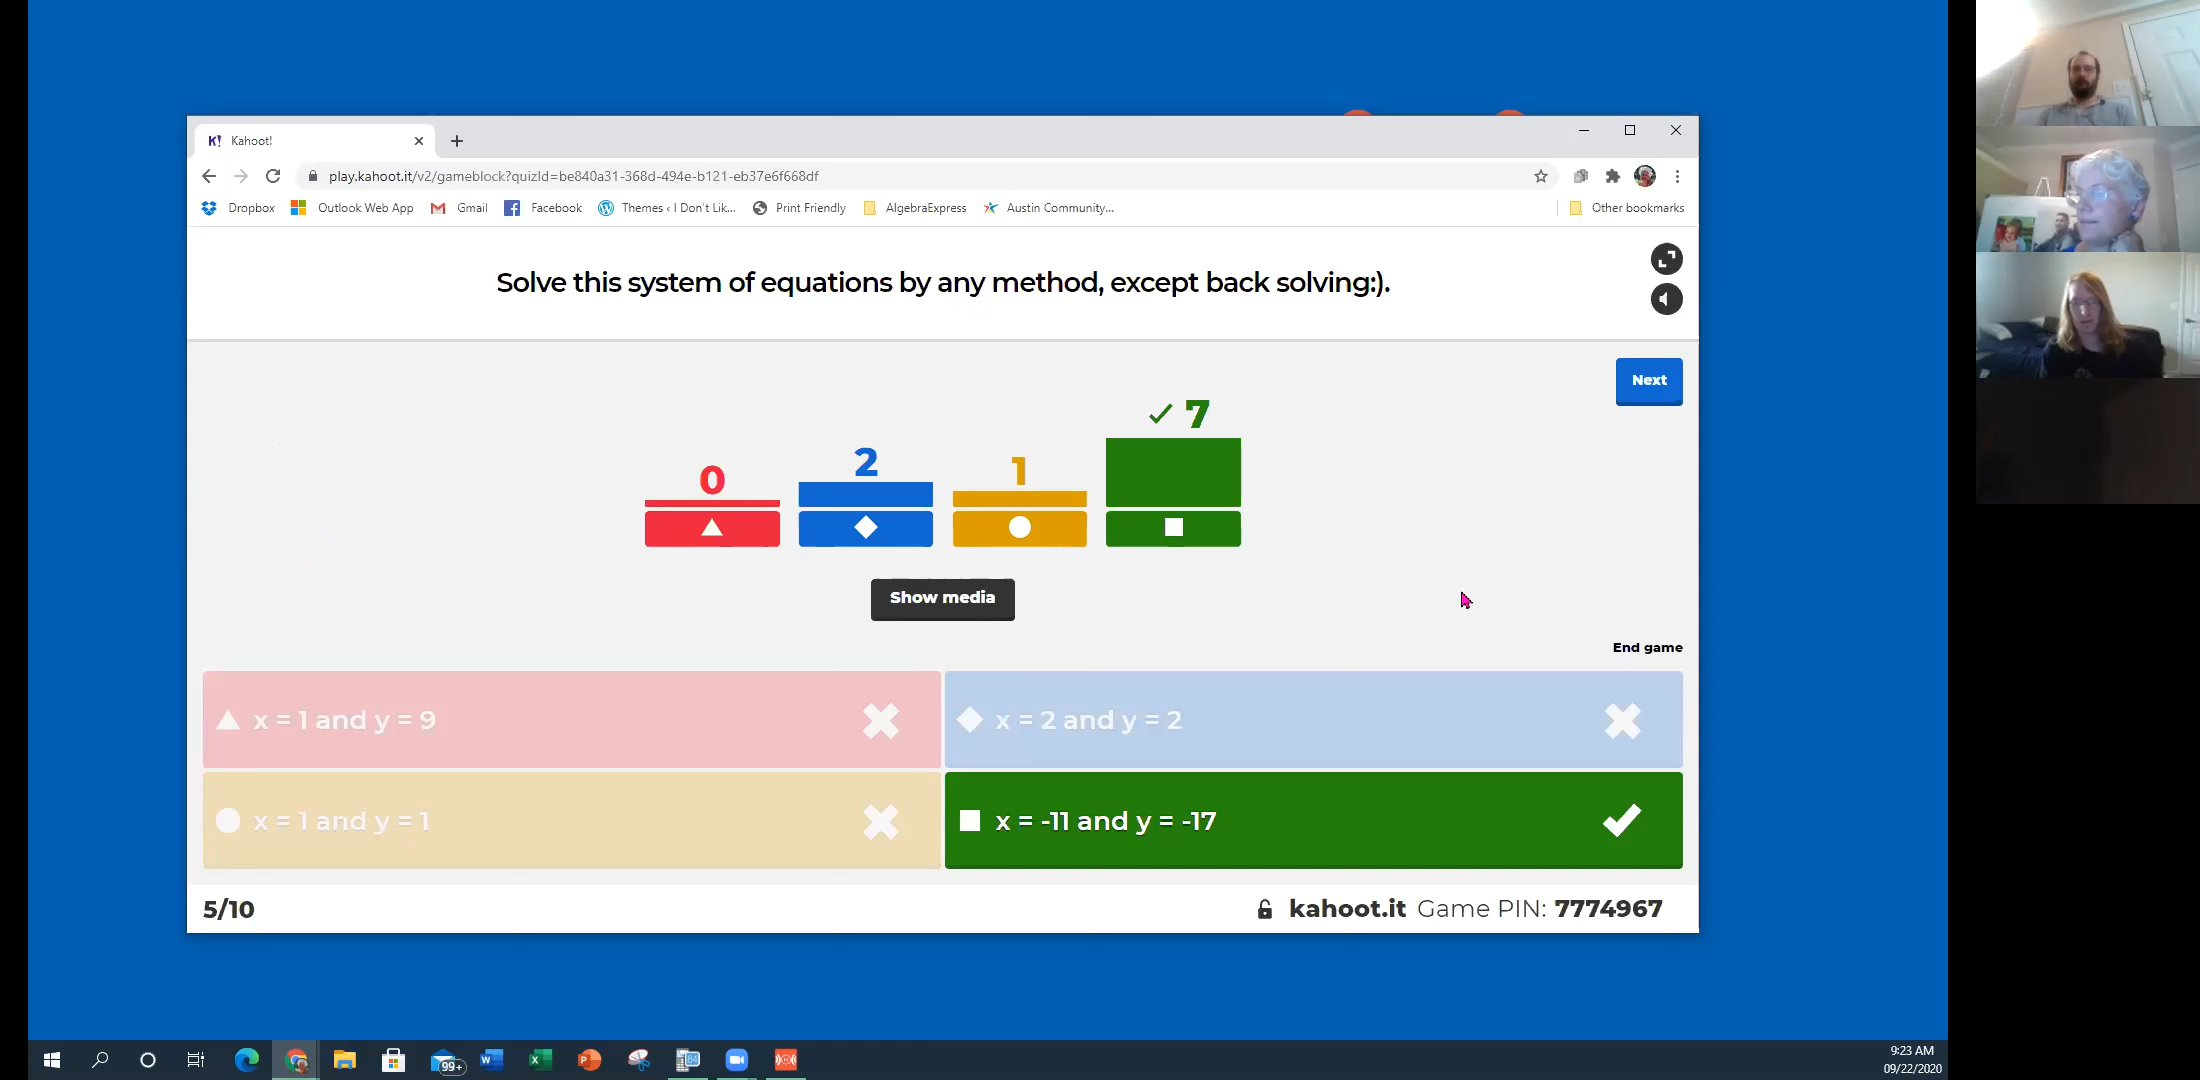 K! Kahoot!
play.kahoot.it/v2/gameblock?quizId=be840a31-368d-494e-b121-eb37e6f668df
Dropbox Outlook Web App Gmail Facebook Themes ‹ I Don't Lik... Print Friendly AlgebraExpress Austin Community... Other bookmarks
Solve this system of equations by any method, except back solving:).
Next
0 2 1 7
Show media
End game
x = 1 and y = 9
x = 2 and y = 2
x = 1 and y = 1
x = -11 and y = -17
5/10
kahoot.it Game PIN: 7774967
99+
9:23 AM
09/22/2020